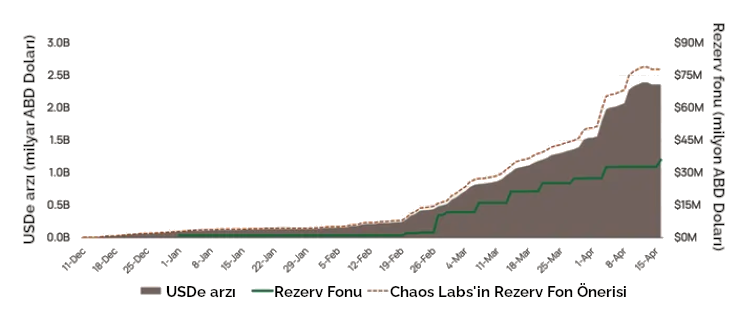 USDe arzı (milyar ABD Doları)
3.0B
2.5B
2.0B
1.5B
1.0B
0.5B
0.0B
$90M
$75M
$60M
$45M
$30M
$15M
$0M
Rezerv fonu (milyon ABD Doları)
11-Dec
18-Dec
25-Dec
1-Jan
8-Jan
15-Jan
22-Jan
29-Jan
5-Feb
12-Feb
19-Feb
26-Feb
4-Mar
11-Mar
18-Mar
25-Mar
1-Apr
8-Apr
15-Apr
USDe arzı Rezerv Fonu Chaos Labs'in Rezerv Fon Önerisi